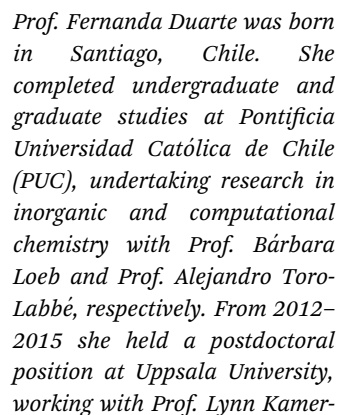 Prof. Fernanda Duarte was born
in Santiago, Chile. She
completed undergraduate and
graduate studies at Pontificia
Universidad Católica de Chile
(PUC), undertaking research in
inorganic and computational
chemistry with Prof. Bárbara
Loeb and Prof. Alejandro Toro-
Labbé, respectively. From 2012–
2015 she held a postdoctoral
position at Uppsala University,
working with Prof. Lynn Kamer-